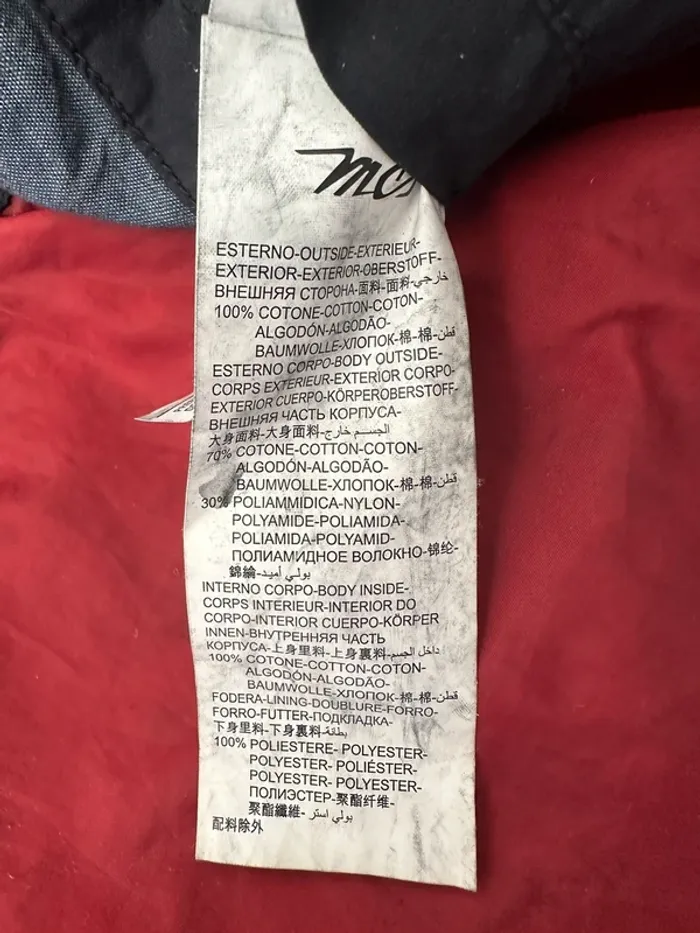 mcs
ESTERNO-OUTSIDE-EXTERIEUR-
EXTERIOR-EXTERIOR-OBERSTOFF-
ВНЕШНЯЯ СТОРОНА-面料-面料-خارجي
100% COTONE-COTTON-COTON-
ALGODÓN-ALGODÃO-
BAUMWOLLE-ХЛОПОК-棉-棉-قطن
ESTERNO CORPO-BODY OUTSIDE-
CORPS EXTERIEUR-EXTERIOR CORPO-
EXTERIOR CUERPO-KÖRPEROBERSTOFF-
ВНЕШНЯЯ ЧАСТЬ КОРПУСА-
大身面料-大身面料-الجسم خارج
70% COTONE-COTTON-COTON-
ALGODÓN-ALGODÃO-
BAUMWOLLE-ХЛОПОК-棉-棉-قطن
30% POLIAMMIDICA-NYLON-
POLYAMIDE-POLIAMIDA-
POLIAMIDA-POLYAMID-
ПОЛИАМИДНОЕ ВОЛОКНО-锦纶-
錦綸-بولي أميد
INTERNO CORPO-BODY INSIDE-
CORPS INTERIEUR-INTERIOR DO
CORPO-INTERIOR CUERPO-KÖRPER
INNEN-ВНУТРЕННЯЯ ЧАСТЬ
КОРПУСА-上身里料-上身裏料-داخل الجسم
100% COTONE-COTTON-COTON-
ALGODÓN-ALGODÃO-
BAUMWOLLE-ХЛОПОК-棉-棉-قطن
FODERA-LINING-DOUBLURE-FORRO-
FORRO-FUTTER-ПОДКЛАДКА-
下身里料-下身裏料-بطانة
100% POLIESTERE- POLYESTER-
POLYESTER- POLIÉSTER-
POLYESTER- POLYESTER-
ПОЛИЭСТЕР-聚酯纤维-
聚酯纖維- بولي استر
配料除外